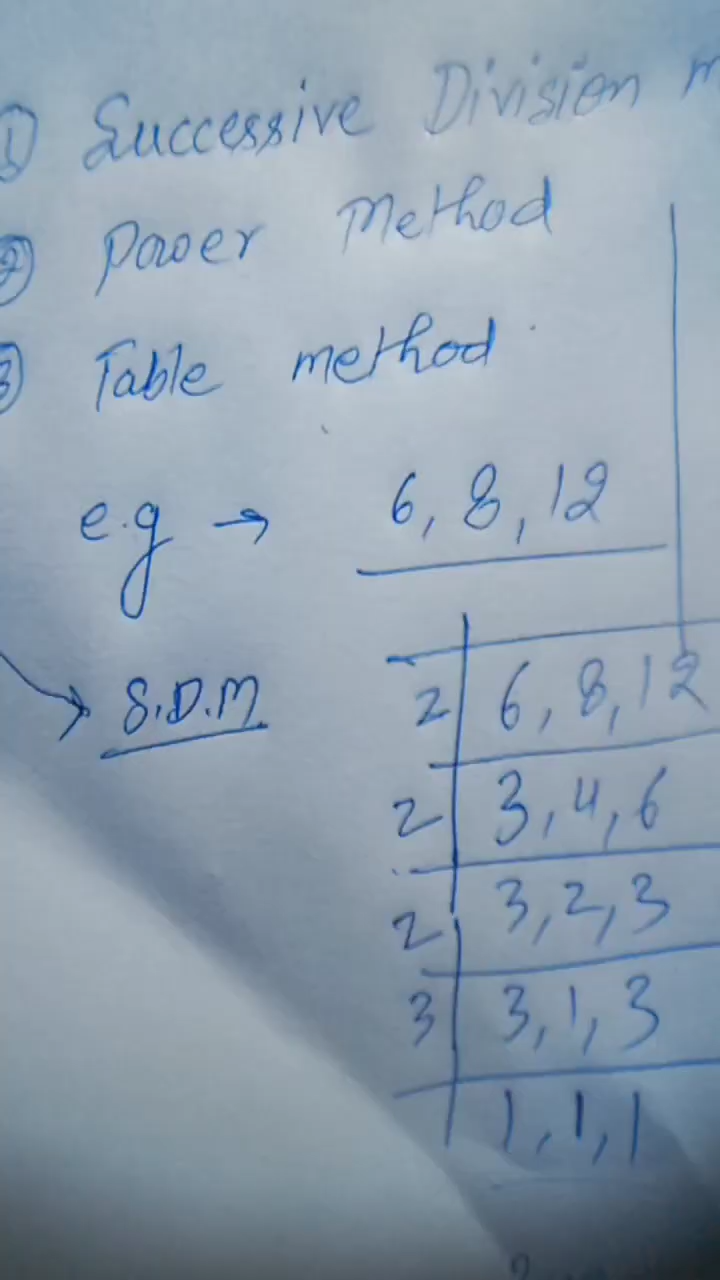 ① Successive Division m
② Power Method
③ Table method
e.g → 6, 8, 12
→ S.D.M
2 | 6, 8, 12
2 | 3, 4, 6
2 | 3, 2, 3
3 | 3, 1, 3
1, 1, 1